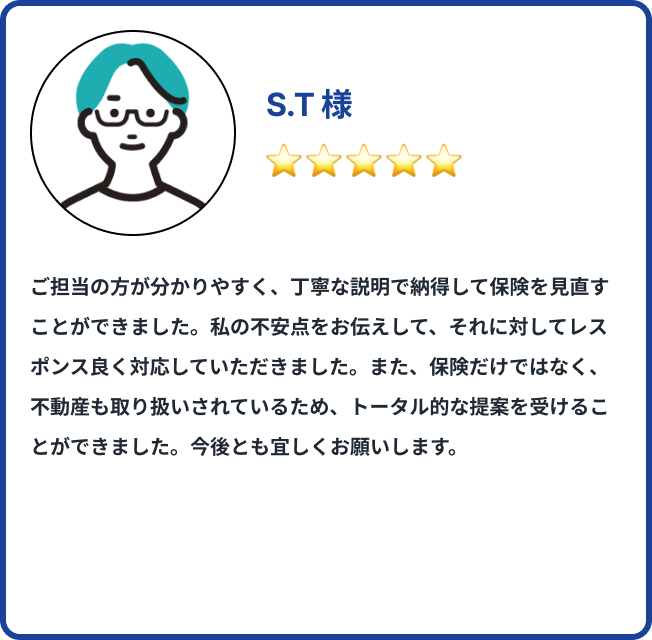 S.T 様
ご担当の方が分かりやすく、丁寧な説明で納得して保険を見直す
ことができました。私の不安点をお伝えして、それに対してレス
ポンス良く対応していただきました。また、保険だけではなく、
不動産も取り扱いされているため、トータル的な提案を受けるこ
とができました。今後とも宜しくお願いします。